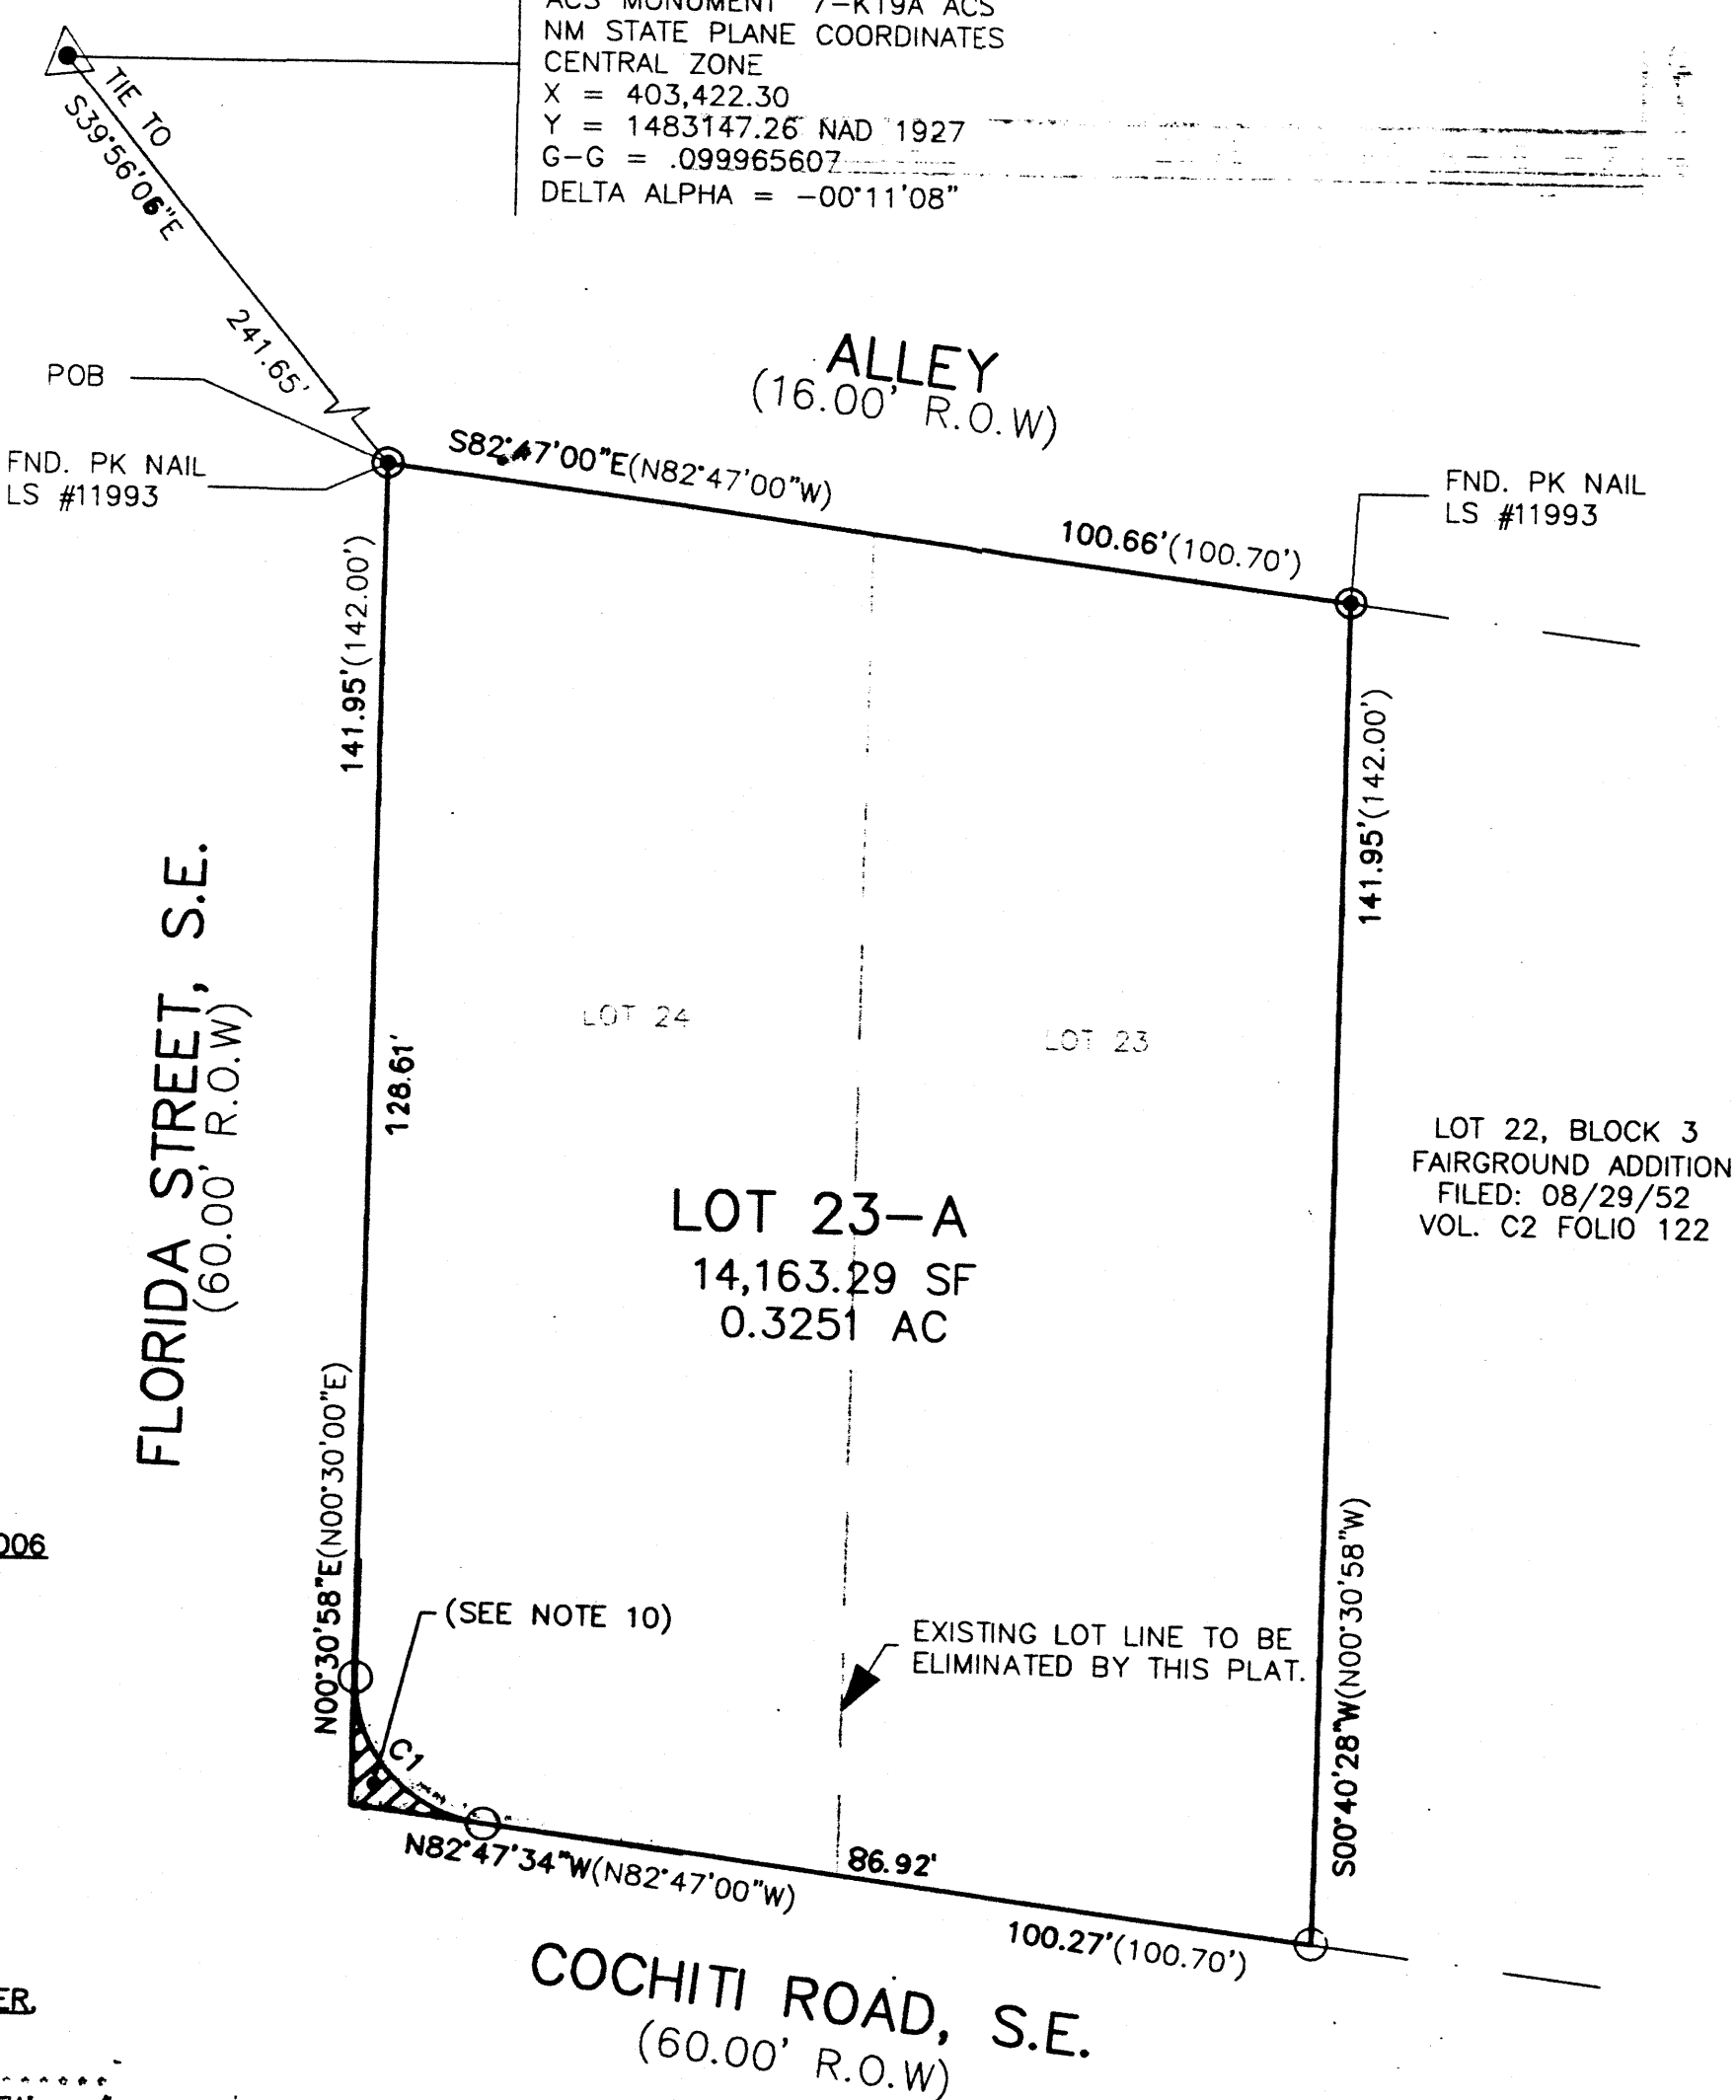 ACS MONUMENT 7-K19A ACS
NM STATE PLANE COORDINATES
CENTRAL ZONE
X = 403,422.30
Y = 1483147.26 NAD 1927
G-G = .099965607
DELTA ALPHA = -00°11'08"
TIE TO
S39°56'06"E
241.65'
POB
FND. PK NAIL
LS #11993
ALLEY
(16.00' R.O.W)
S82°47'00"E(N82°47'00"W)
100.66'(100.70')
FND. PK NAIL
LS #11993
141.95'(142.00')
141.95'(142.00')
FLORIDA STREET, S.E.
(60.00' R.O.W)
128.61'
LOT 24
LOT 23
LOT 23-A
14,163.29 SF
0.3251 AC
LOT 22, BLOCK 3
FAIRGROUND ADDITION
FILED: 08/29/52
VOL. C2 FOLIO 122
N00°30'58"E(N00°30'00"E)
S00°40'28"W(N00°30'58"W)
006
(SEE NOTE 10)
EXISTING LOT LINE TO BE
ELIMINATED BY THIS PLAT.
C1
N82°47'34"W(N82°47'00"W)
86.92'
100.27'(100.70')
COCHITI ROAD, S.E.
(60.00' R.O.W)
ER.